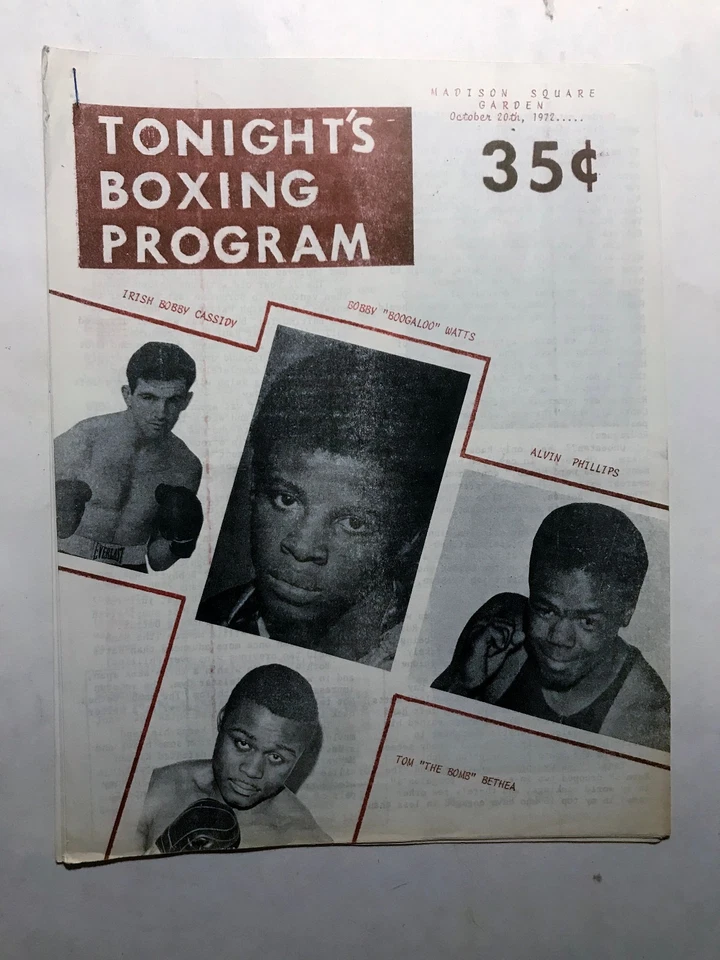 MADISON SQUARE
GARDEN
October 20th, 1972.....
35¢
TONIGHT'S
BOXING
PROGRAM
IRISH BOBBY CASSIDY
BOBBY "BOOGALOO" WATTS
ALVIN PHILLIPS
EVERLAST
TOM "THE BOMB" BETHEA